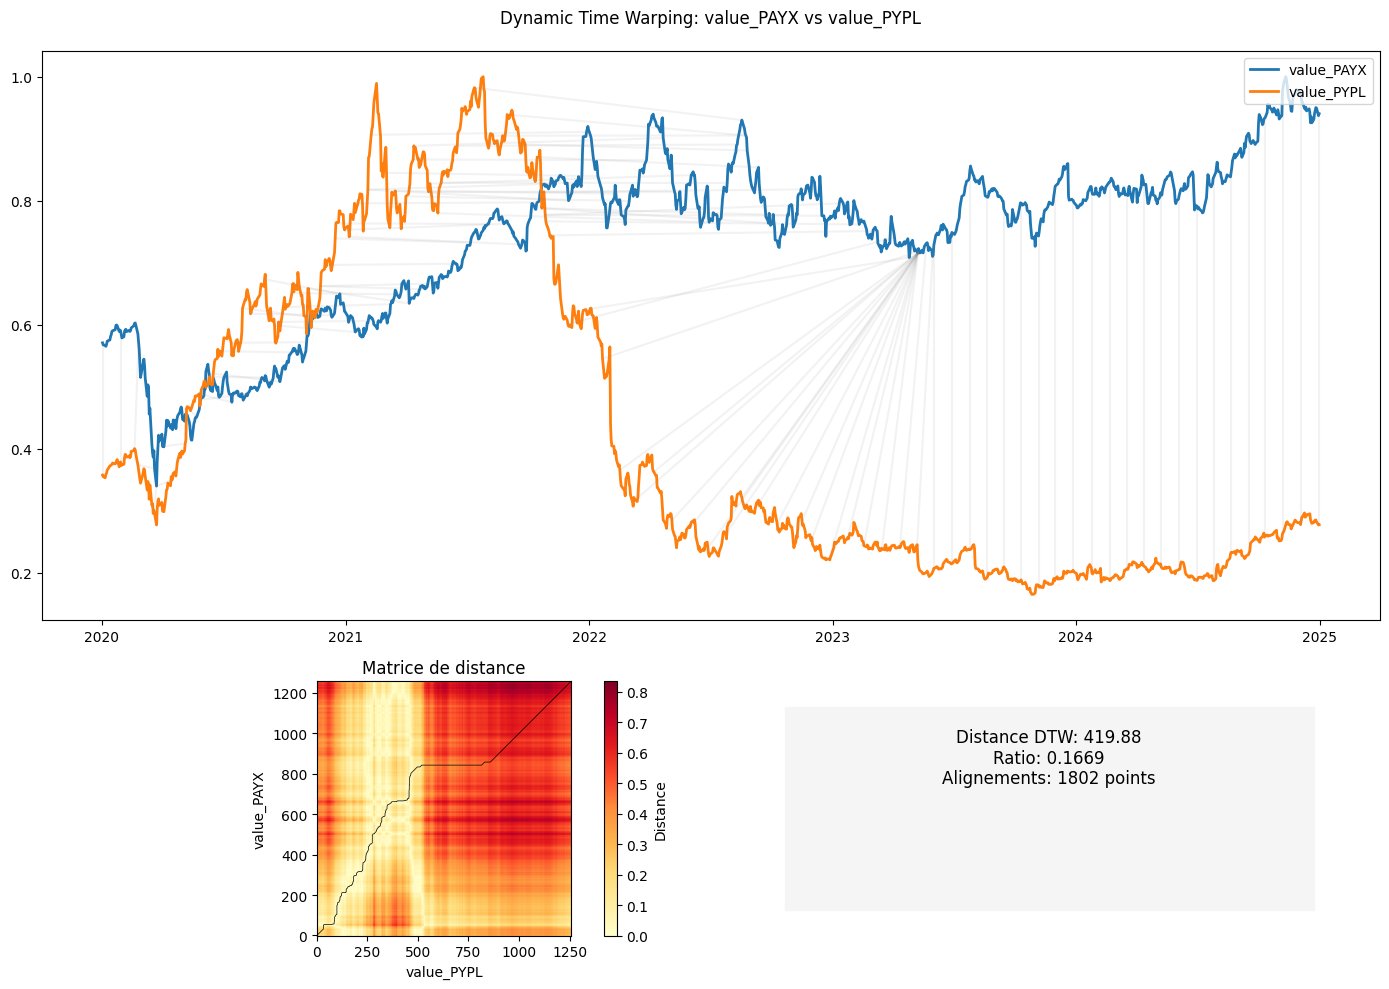 Dynamic Time Warping: value_PAYX vs value_PYPL
value_PAYX
value_PYPL
1.0
0.8
0.6
0.4
0.2
2020 2021 2022 2023 2024 2025
Matrice de distance
value_PAYX
1200
1000
800
600
400
200
0
0 250 500 750 1000 1250
value_PYPL
0.8
0.7
0.6
0.5
0.4
0.3
0.2
0.1
0.0
Distance
Distance DTW: 419.88
Ratio: 0.1669
Alignements: 1802 points